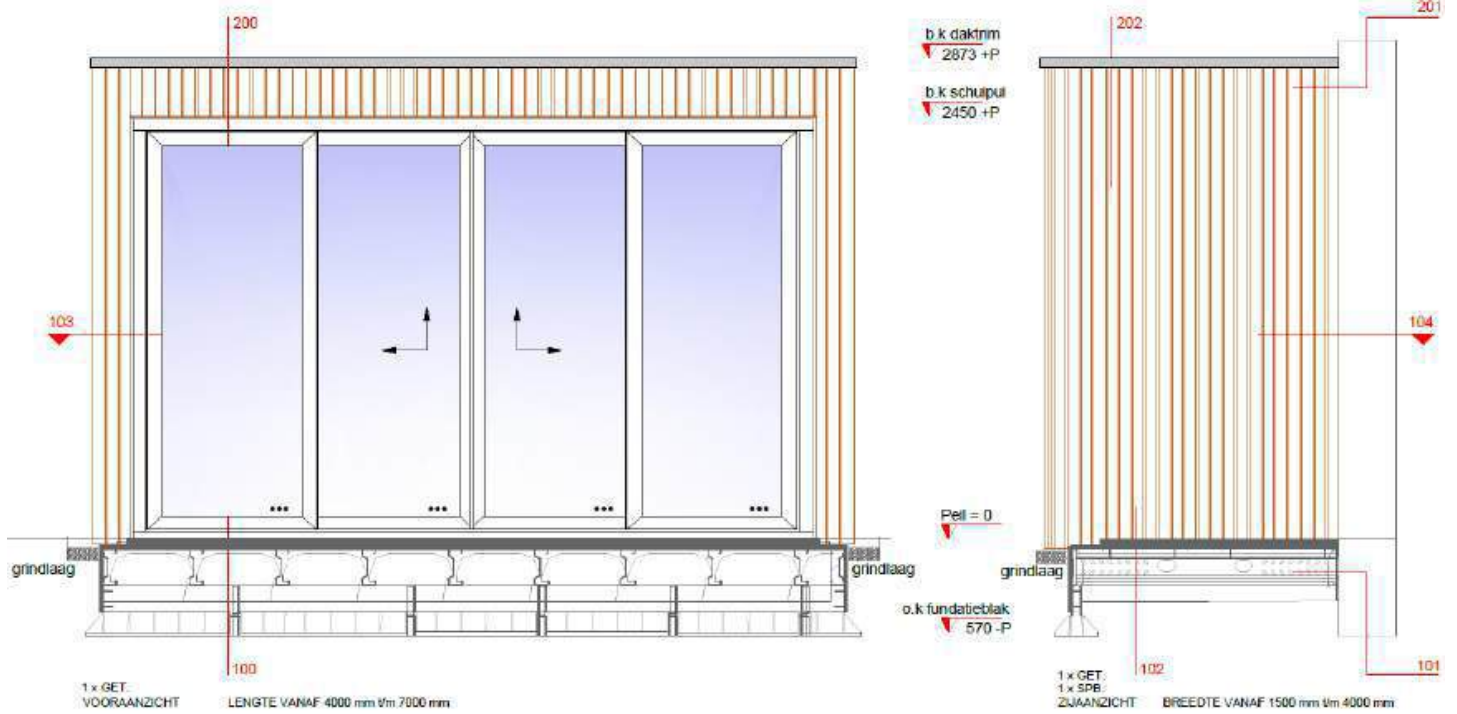 200
b.k daktrim
2873 +P
202
201
b.k schuipui
2450 +P
103
104
Peil = 0
grindlaag
grindlaag
grindlaag
o.k fundatieblak
570 -P
100
102
101
1 x GET.
VOORAANZICHT LENGTE VANAF 4000 mm t/m 7000 mm
1 x GET.
1 x SPB.
ZIJAANZICHT BREEDTE VANAF 1500 mm t/m 4000 mm